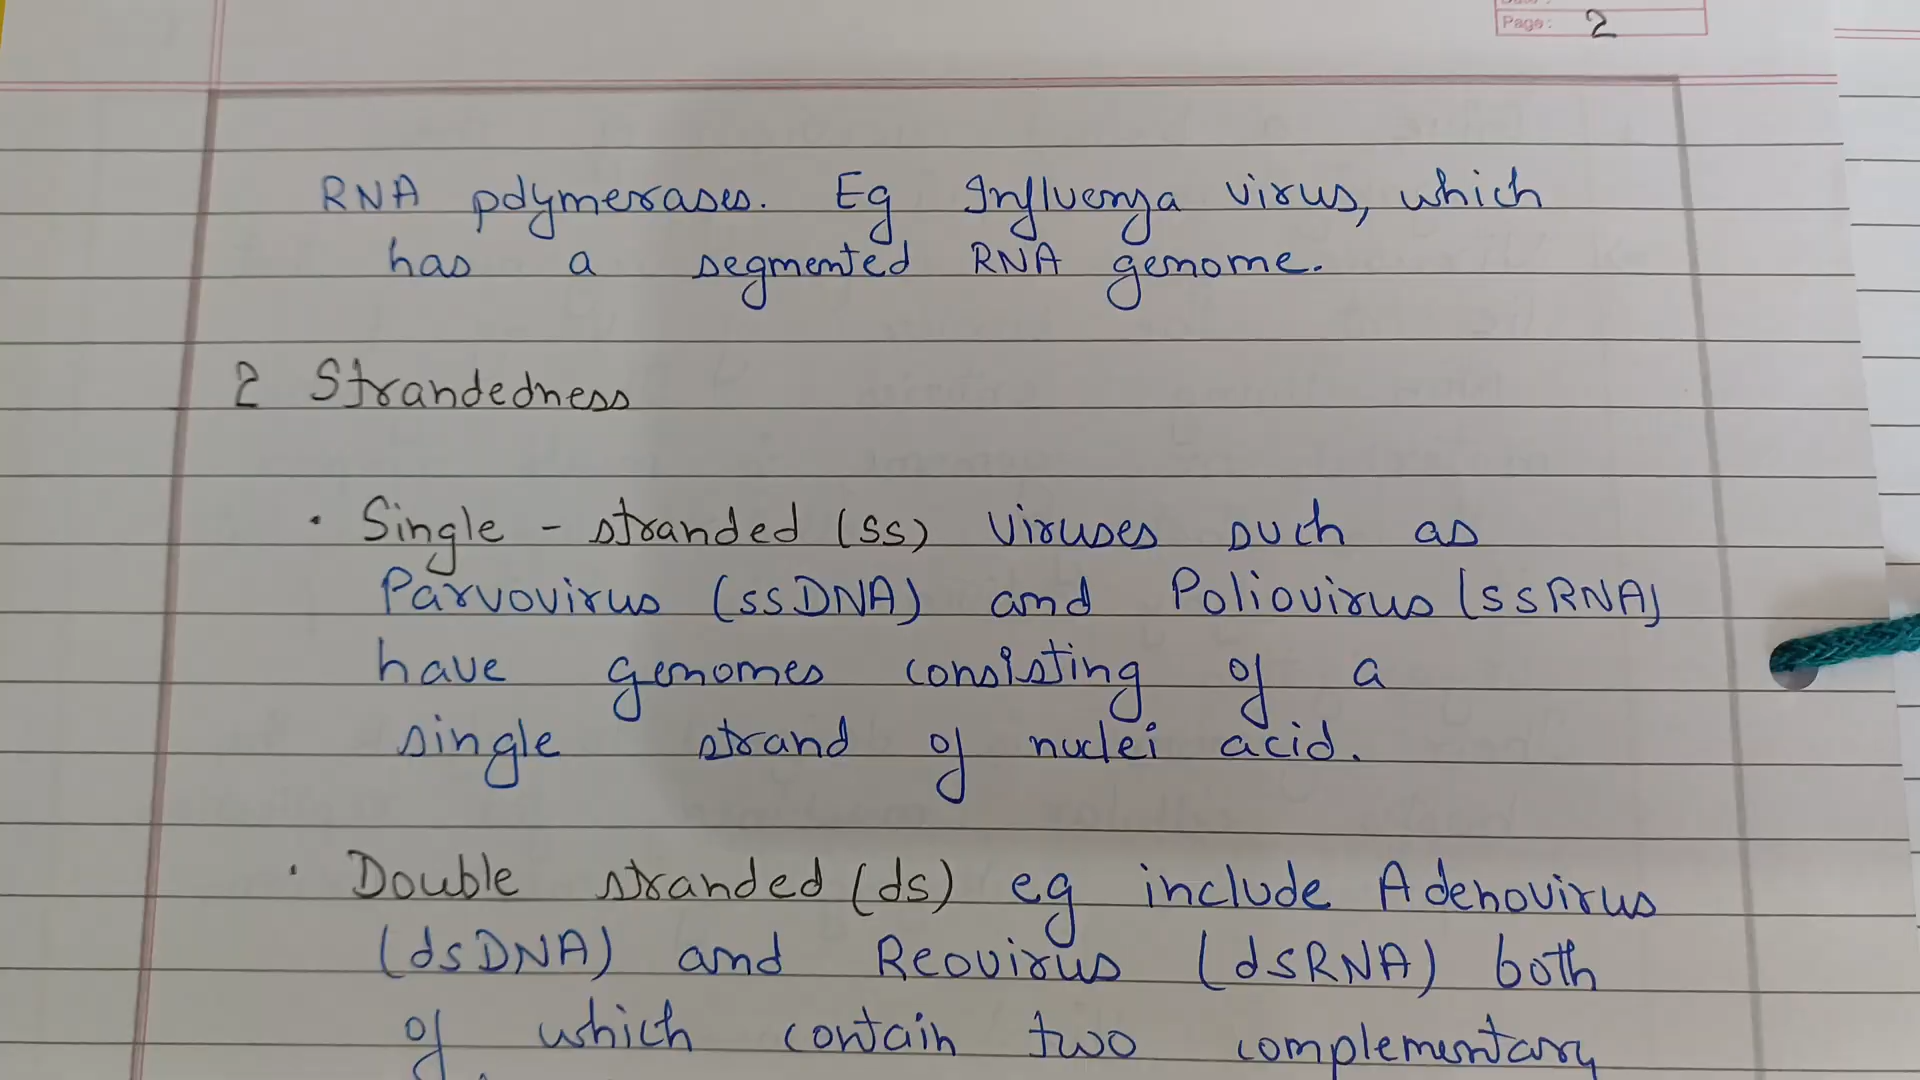 Page: 2
RNA polymerases. Eg Influenza virus, which
has a segmented RNA genome.
2 Strandedness
• Single - stranded (ss) viruses such as
Parvovirus (ssDNA) and Poliovirus (ssRNA)
have genomes consisting of a
single strand of nuclei acid.
• Double stranded (ds) eg include Adenovirus
(dsDNA) and Reovirus (dsRNA) both
of which contain two complementary